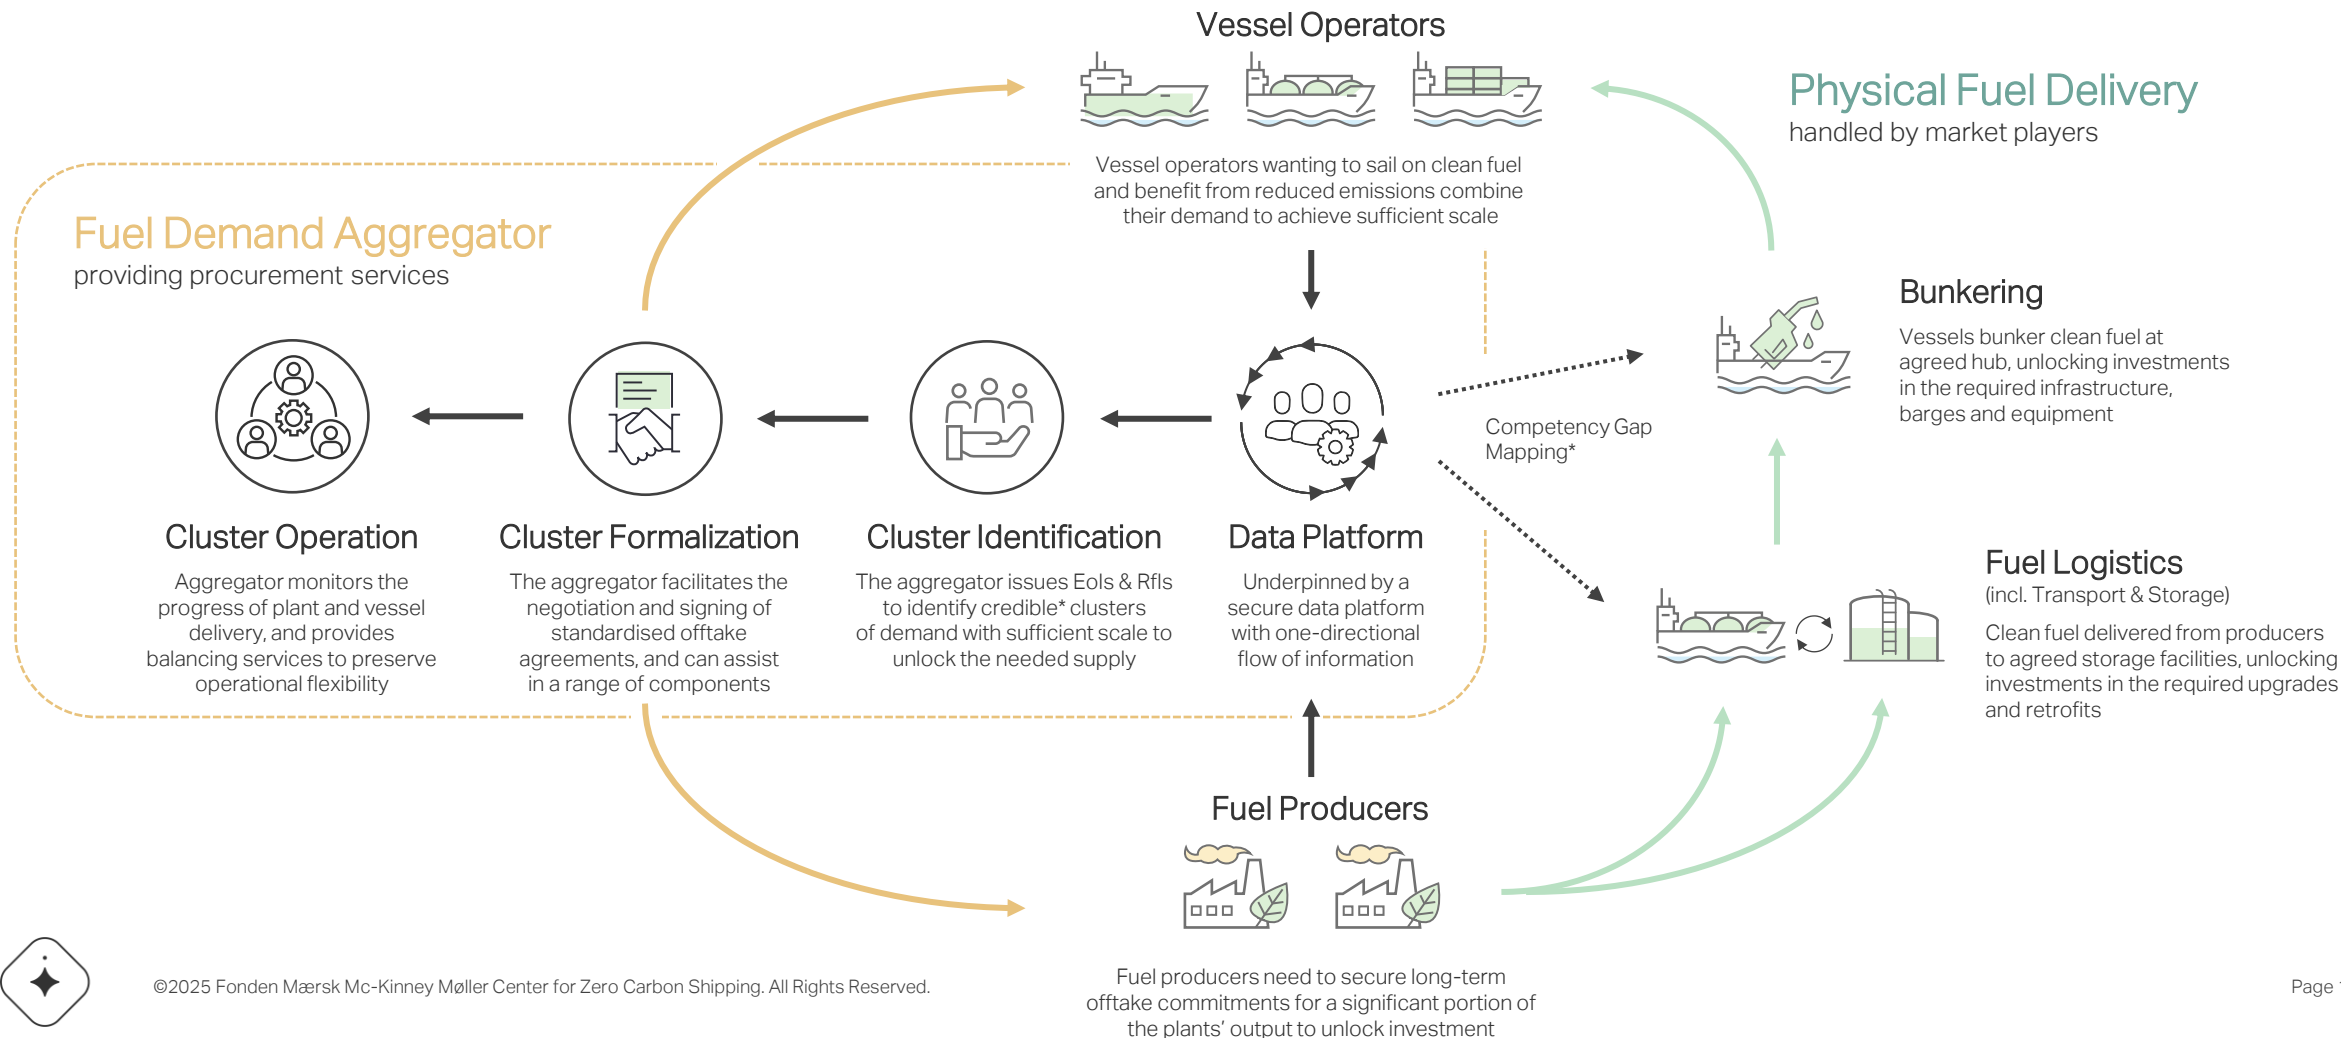 Vessel Operators
Vessel operators wanting to sail on clean fuel
and benefit from reduced emissions combine
their demand to achieve sufficient scale
Physical Fuel Delivery
handled by market players
Fuel Demand Aggregator
providing procurement services
Cluster Operation
Aggregator monitors the
progress of plant and vessel
delivery, and provides
balancing services to preserve
operational flexibility
Cluster Formalization
The aggregator facilitates the
negotiation and signing of
standardised offtake
agreements, and can assist
in a range of components
Cluster Identification
The aggregator issues EoIs & RfIs
to identify credible* clusters
of demand with sufficient scale to
unlock the needed supply
Data Platform
Underpinned by a
secure data platform
with one-directional
flow of information
Competency Gap
Mapping*
Bunkering
Vessels bunker clean fuel at
agreed hub, unlocking investments
in the required infrastructure,
barges and equipment
Fuel Logistics
(incl. Transport & Storage)
Clean fuel delivered from producers
to agreed storage facilities, unlocking
investments in the required upgrades
and retrofits
Fuel Producers
Fuel producers need to secure long-term
offtake commitments for a significant portion of
the plants' output to unlock investment
©2025 Fonden Mærsk Mc-Kinney Møller Center for Zero Carbon Shipping. All Rights Reserved.
Page